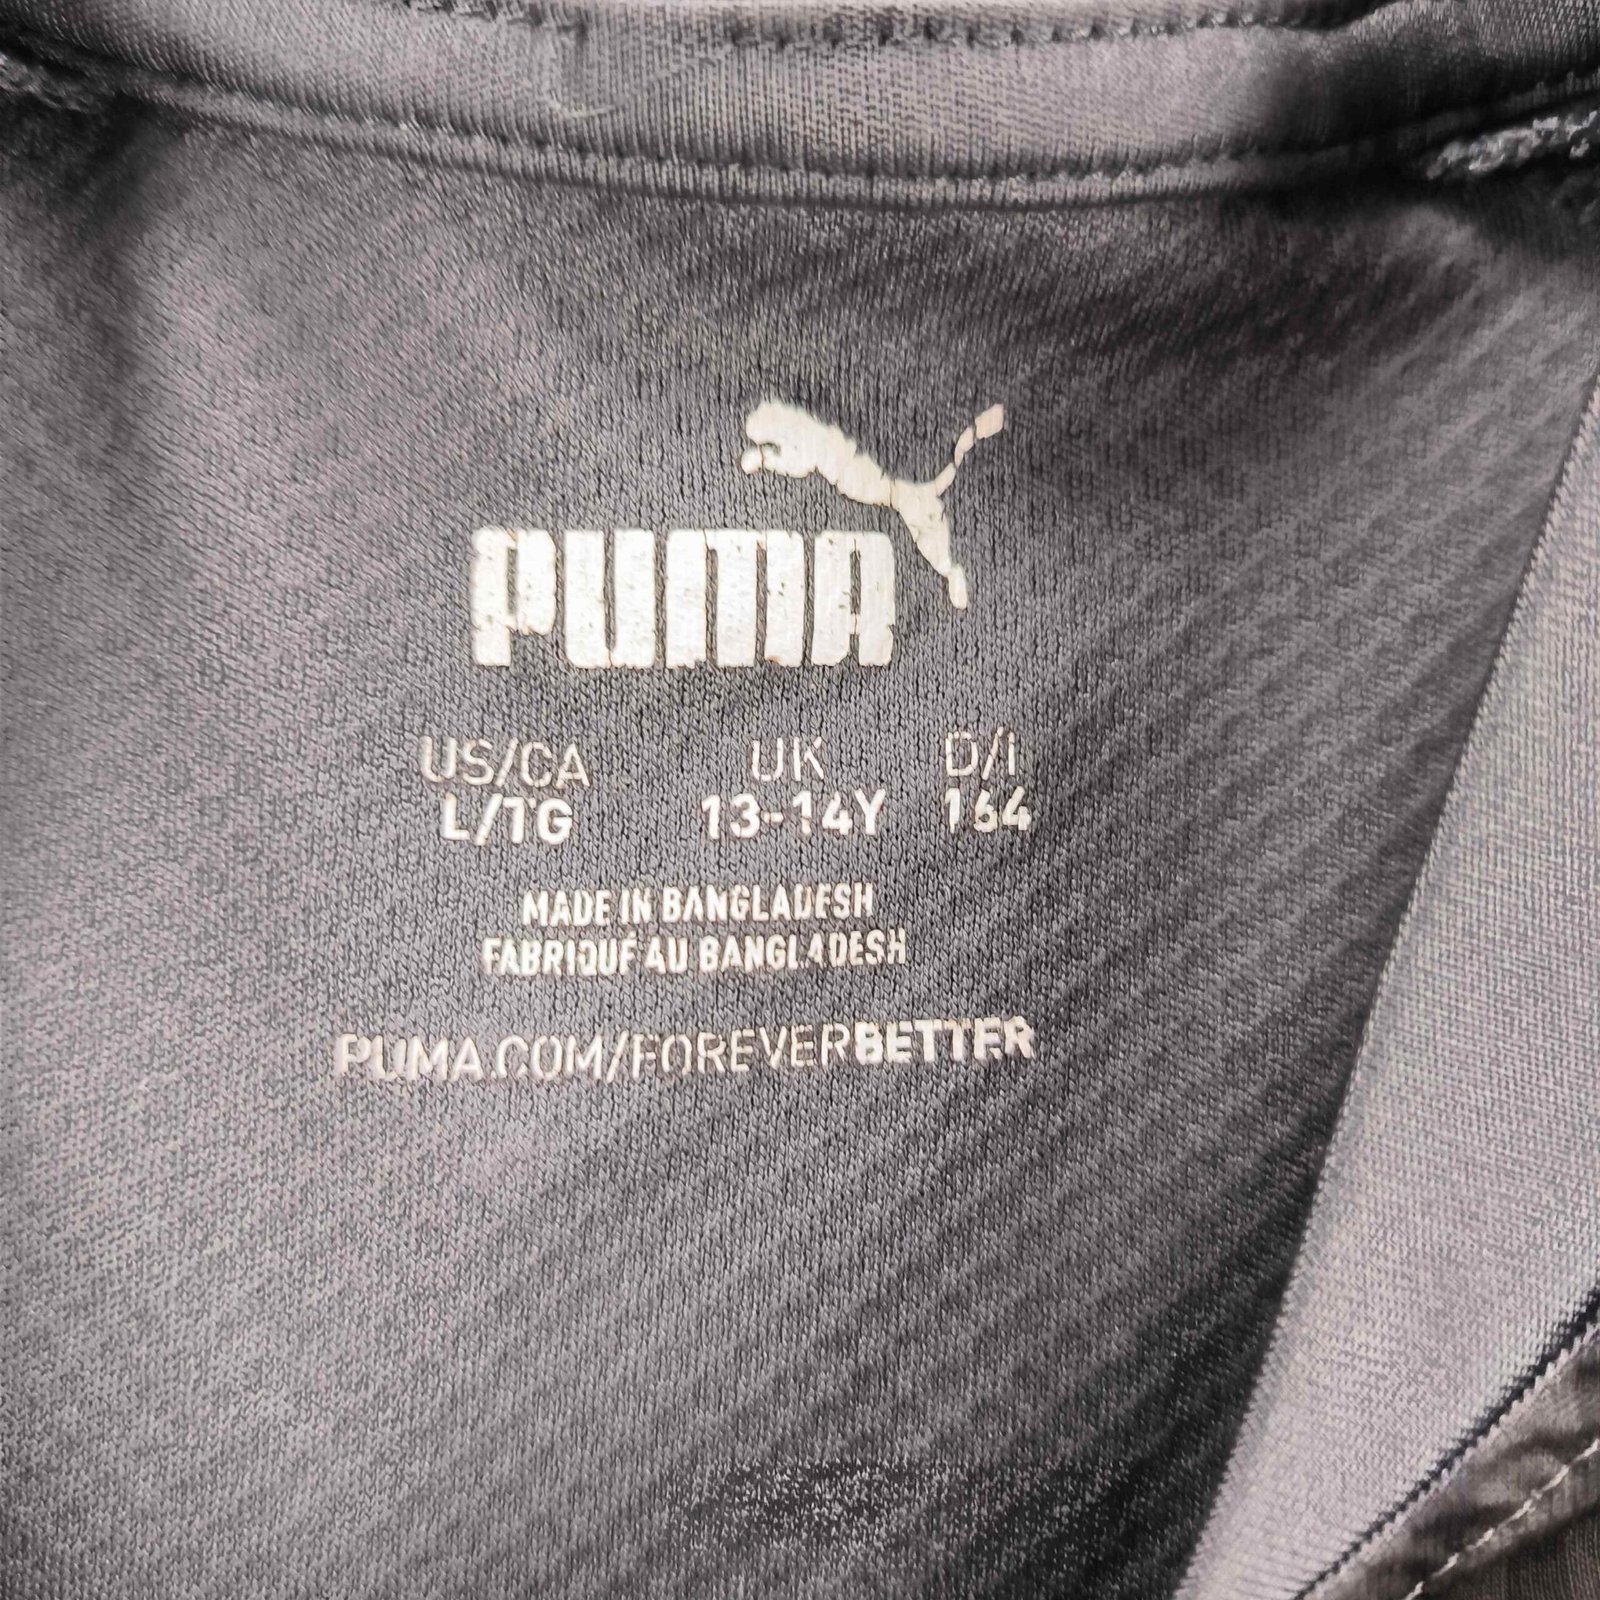 PUMA
US/CA UK D/I
L/TG 13-14Y 164
MADE IN BANGLADESH
FABRIQUÉ AU BANGLADESH
PUMA.COM/FOREVERBETTER